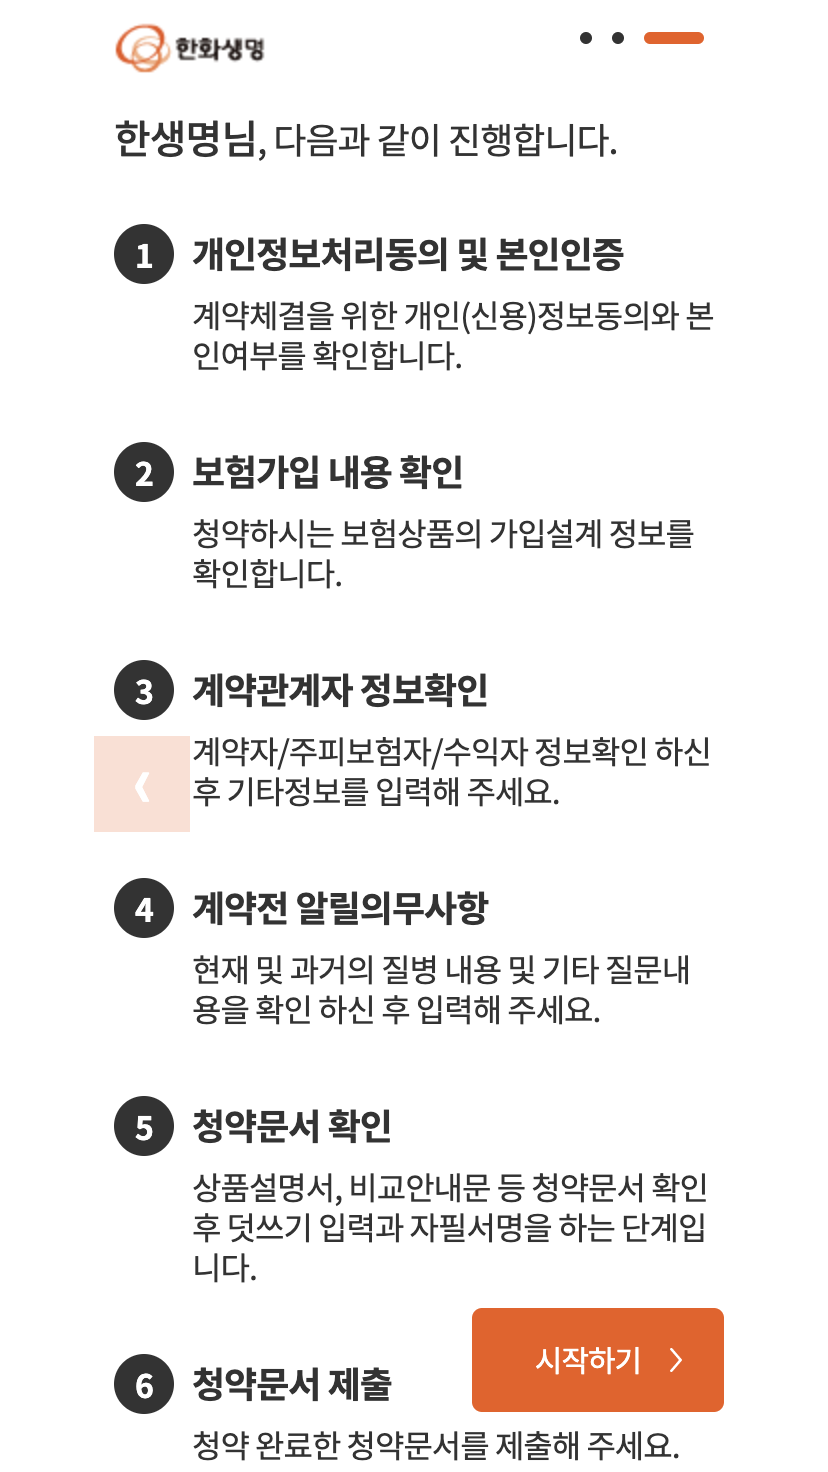 한화생명
한생명님, 다음과 같이 진행합니다.
1 개인정보처리동의 및 본인인증
계약체결을 위한 개인(신용)정보동의와 본
인여부를 확인합니다.
2 보험가입 내용 확인
청약하시는 보험상품의 가입설계 정보를
확인합니다.
3 계약관계자 정보확인
계약자/주피보험자/수익자 정보확인 하신
후 기타정보를 입력해 주세요.
4 계약전 알릴의무사항
현재 및 과거의 질병 내용 및 기타 질문내
용을 확인 하신 후 입력해 주세요.
5 청약문서 확인
상품설명서, 비교안내문 등 청약문서 확인
후 덧쓰기 입력과 자필서명을 하는 단계입
니다.
시작하기
6 청약문서 제출
청약 완료한 청약문서를 제출해 주세요.